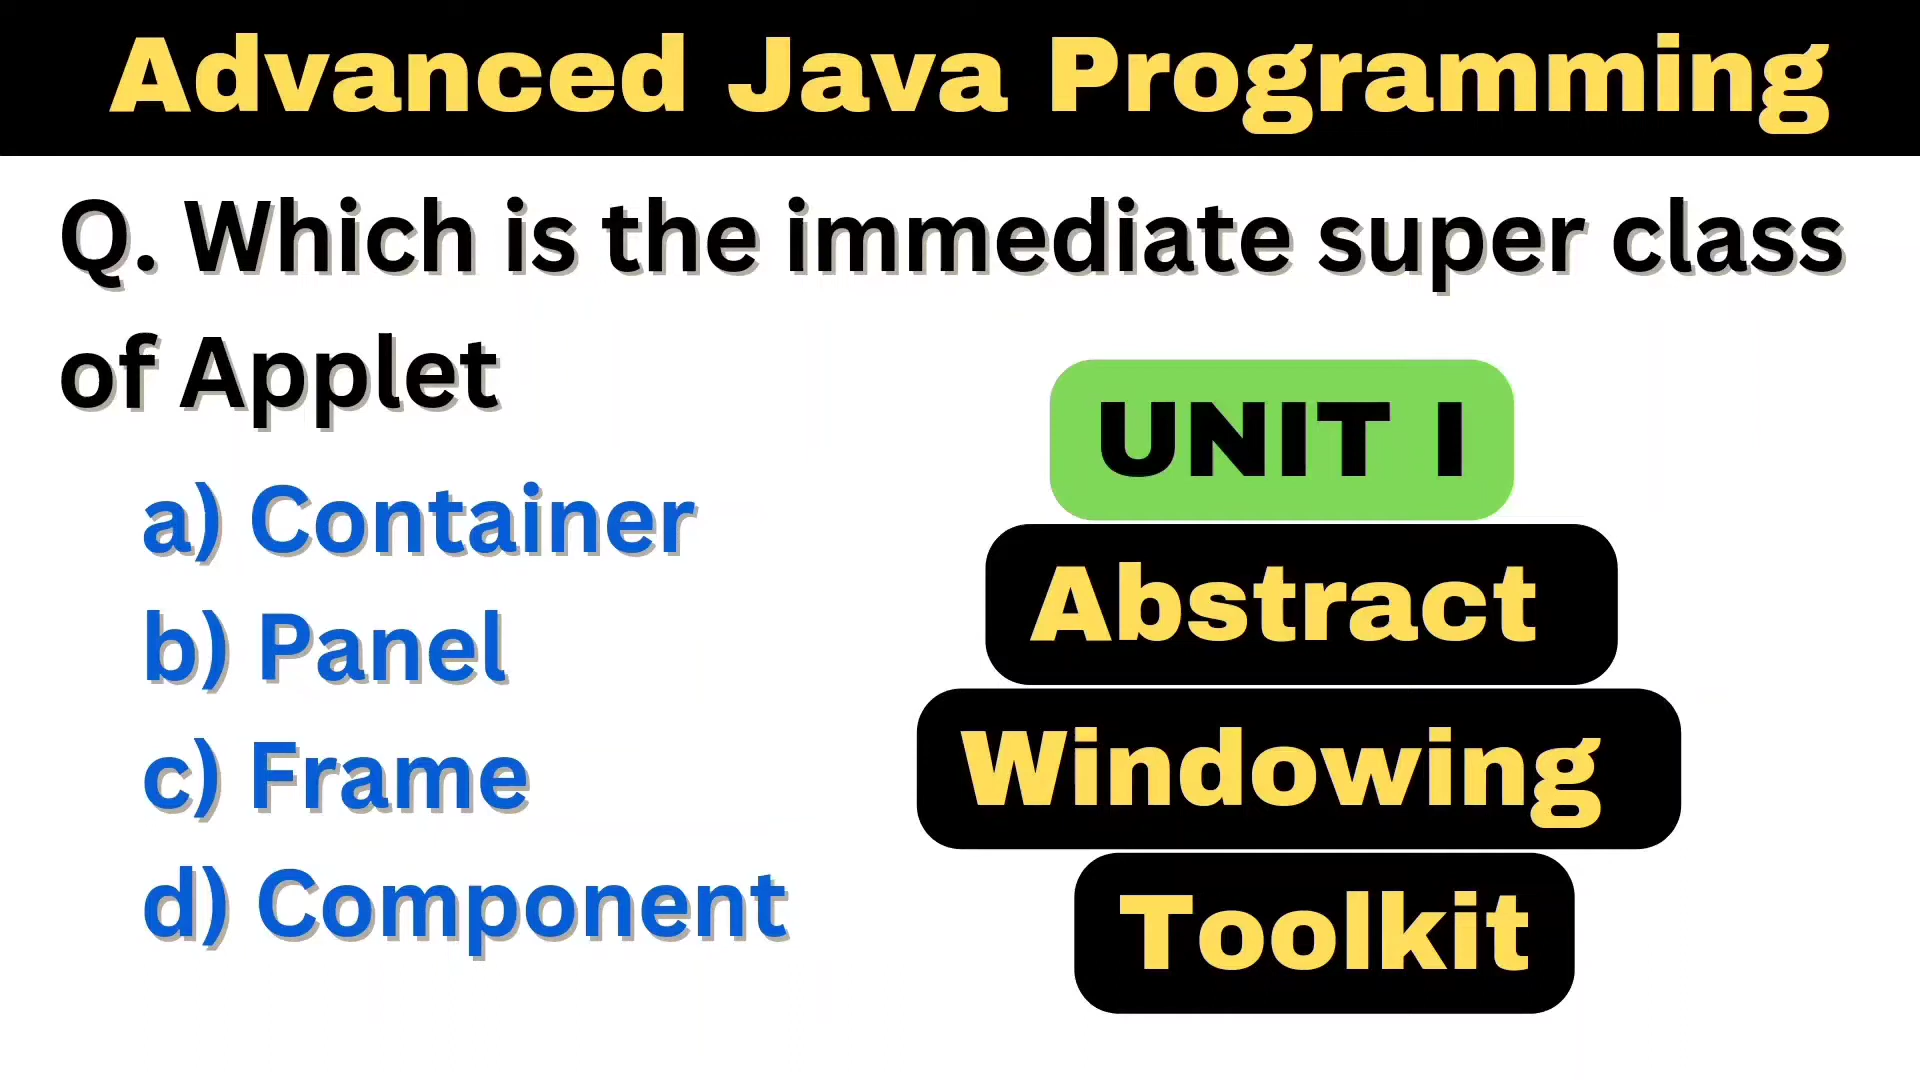 Advanced Java Programming
Q. Which is the immediate super class
of Applet
a) Container
b) Panel
c) Frame
d) Component
UNIT I
Abstract
Windowing
Toolkit